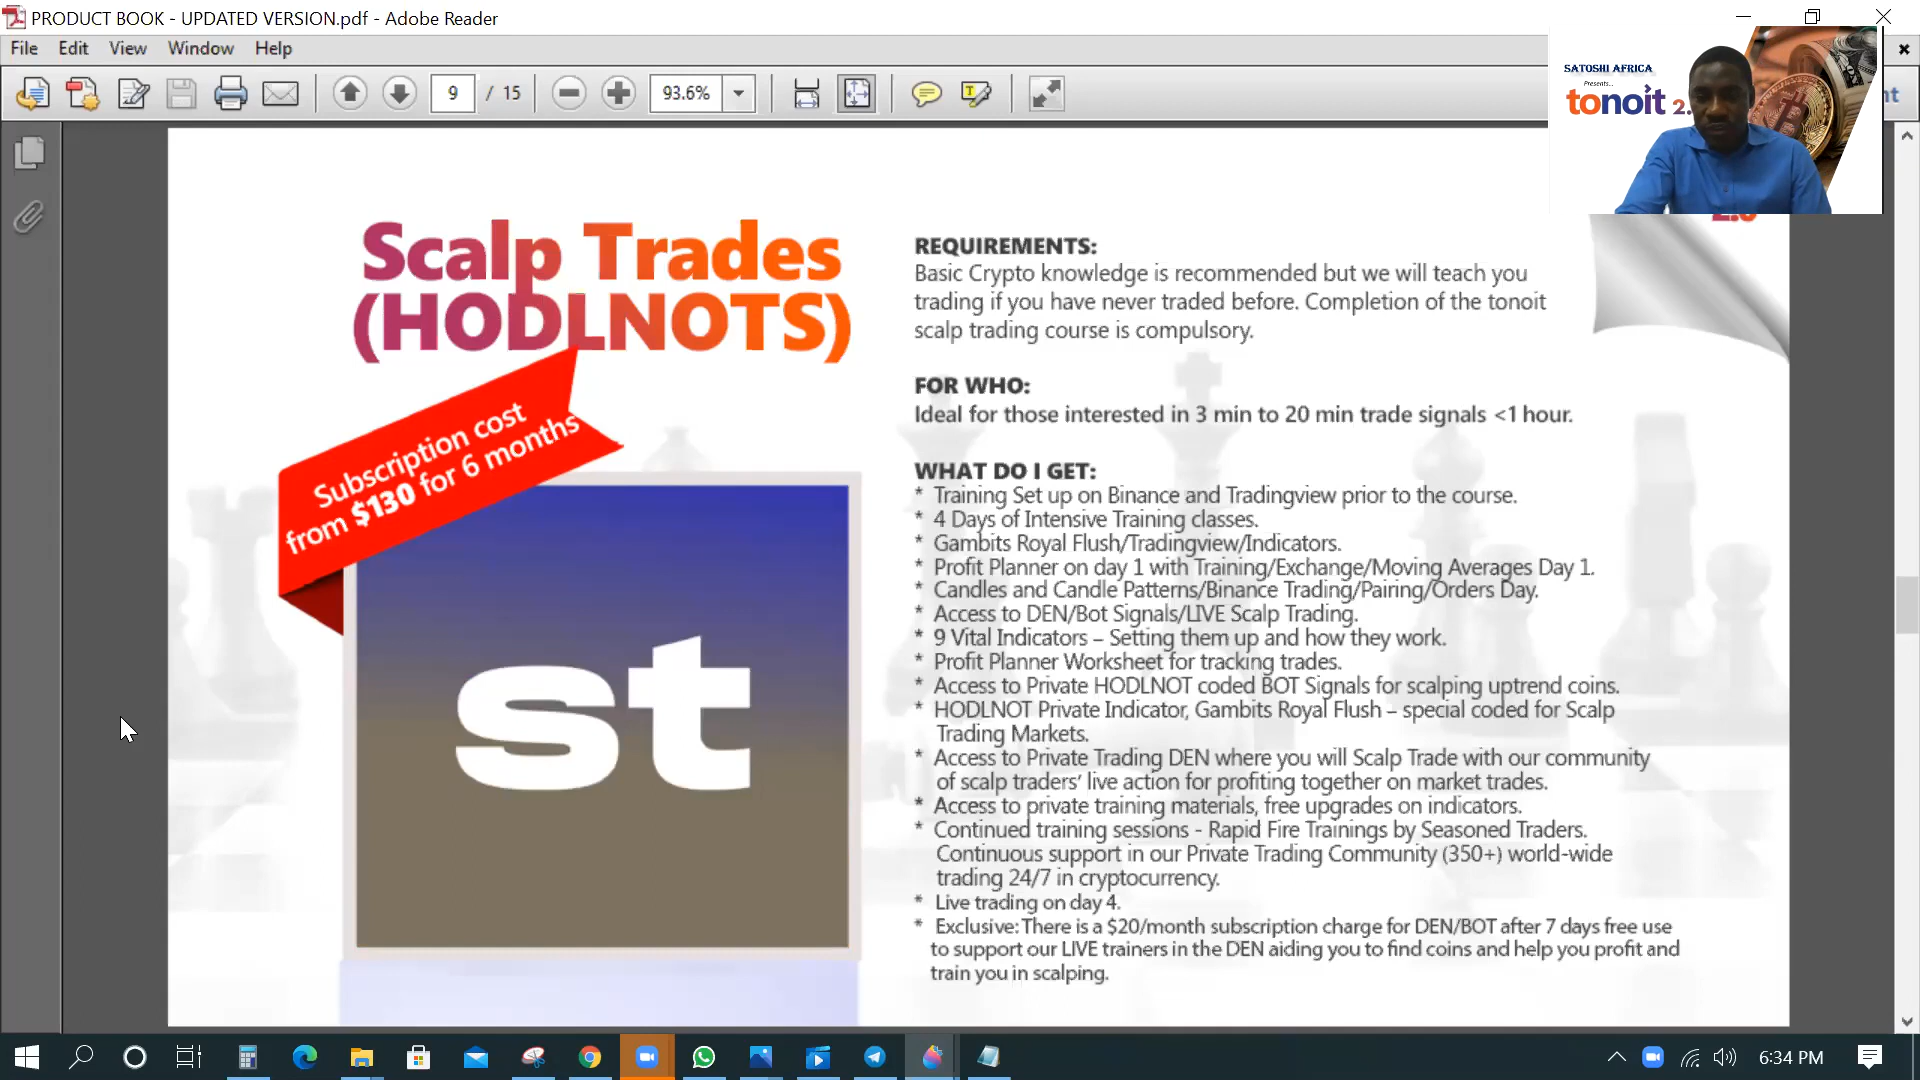 PRODUCT BOOK - UPDATED VERSION.pdf - Adobe Reader
File Edit View Window Help
9 / 15 93.6%
nt
SATOSHI AFRICA
Presents...
tonoit 2.
2.0
Scalp Trades
(HODLNOTS)
Subscription cost
from $130 for 6 months
st
REQUIREMENTS:
Basic Crypto knowledge is recommended but we will teach you
trading if you have never traded before. Completion of the tonoit
scalp trading course is compulsory.
FOR WHO:
Ideal for those interested in 3 min to 20 min trade signals <1 hour.
WHAT DO I GET:
* Training Set up on Binance and Tradingview prior to the course.
* 4 Days of Intensive Training classes.
* Gambits Royal Flush/Tradingview/Indicators.
* Profit Planner on day 1 with Training/Exchange/Moving Averages Day 1.
* Candles and Candle Patterns/Binance Trading/Pairing/Orders Day.
* Access to DEN/Bot Signals/LIVE Scalp Trading.
* 9 Vital Indicators – Setting them up and how they work.
* Profit Planner Worksheet for tracking trades.
* Access to Private HODLNOT coded BOT Signals for scalping uptrend coins.
* HODLNOT Private Indicator, Gambits Royal Flush – special coded for Scalp
Trading Markets.
* Access to Private Trading DEN where you will Scalp Trade with our community
of scalp traders' live action for profiting together on market trades.
* Access to private training materials, free upgrades on indicators.
* Continued training sessions - Rapid Fire Trainings by Seasoned Traders.
Continuous support in our Private Trading Community (350+) world-wide
trading 24/7 in cryptocurrency.
* Live trading on day 4.
* Exclusive: There is a $20/month subscription charge for DEN/BOT after 7 days free use
to support our LIVE trainers in the DEN aiding you to find coins and help you profit and
train you in scalping.
6:34 PM